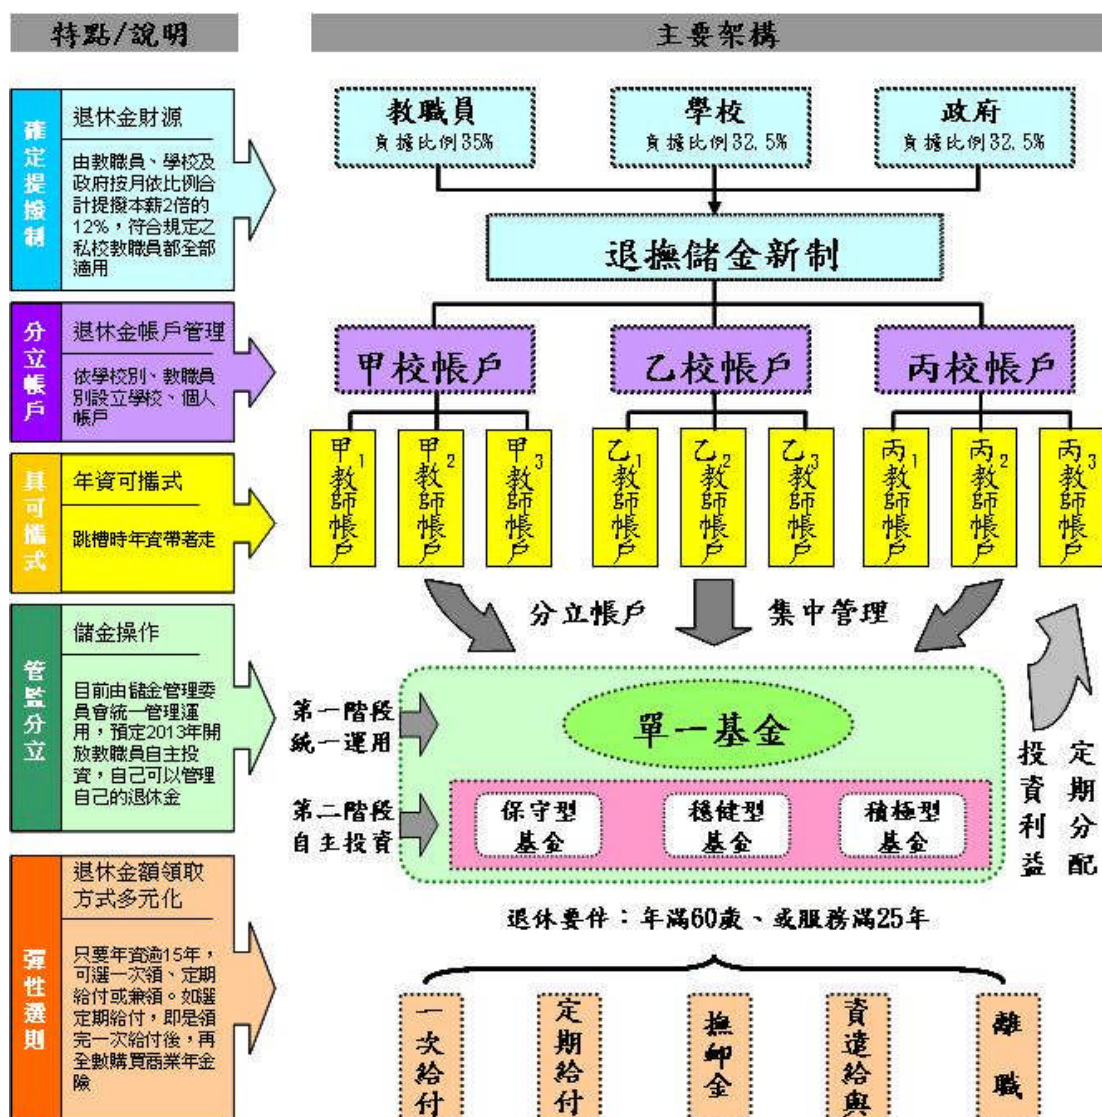 特點/說明
主要架構
確定提撥制
退休金財源
由教職員、學校及
政府按月依比例合
計提撥本薪2倍的
12%，符合規定之
私校教職員都全部
適用
教職員
負擔比例35%
學校
負擔比例32.5%
政府
負擔比例32.5%
退撫儲金新制
分立帳戶
退休金帳戶管理
依學校別、教職員
別設立學校、個人
帳戶
甲校帳戶
乙校帳戶
丙校帳戶
具可攜式
年資可攜式
跳槽時年資帶著走
甲1教師帳戶
甲2教師帳戶
甲3教師帳戶
乙1教師帳戶
乙2教師帳戶
乙3教師帳戶
丙1教師帳戶
丙2教師帳戶
丙3教師帳戶
分立帳戶
集中管理
管監分立
儲金操作
目前由儲金管理委
員會統一管理運
用，預定2013年開
放教職員自主投
資，自己可以管理
自己的退休金
第一階段
統一運用
單一基金
第二階段
自主投資
保守型
基金
穩健型
基金
積極型
基金
定期分配
投資利益
彈性選則
退休金額領取
方式多元化
只要年資逾15年，
可選一次領、定期
給付或兼領。如選
定期給付，即是領
完一次給付後，再
全數購買商業年金
險
退休要件：年滿60歲、或服務滿25年
一次給付
定期給付
撫卹金
資遣給與
離職